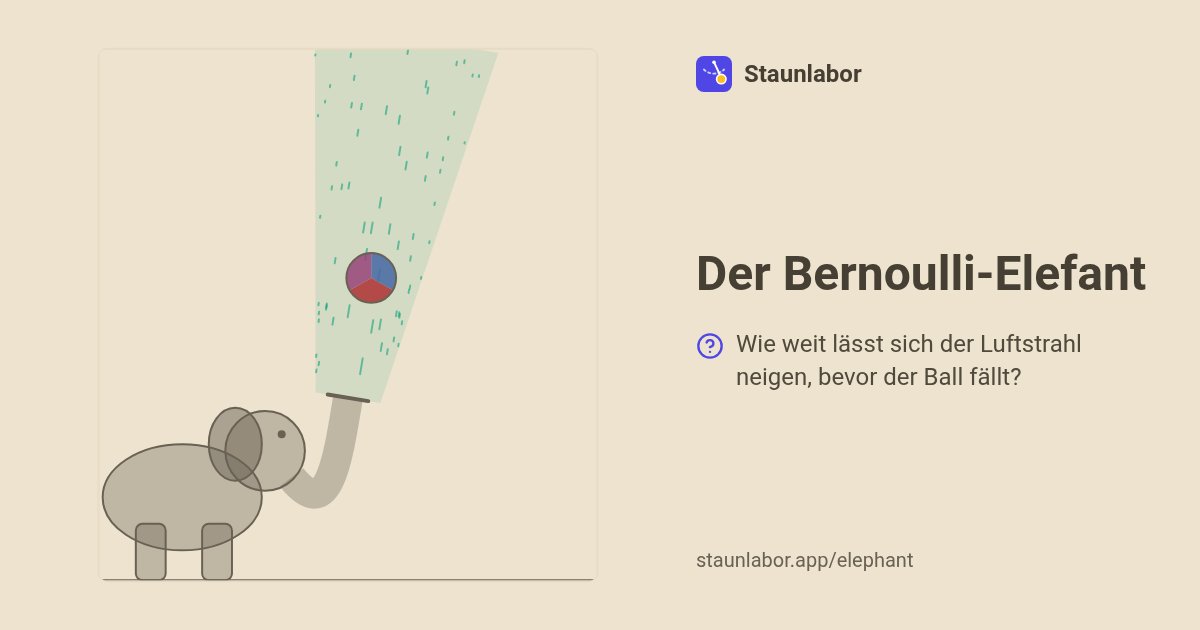 Staunlabor
Der Bernoulli-Elefant
Wie weit lässt sich der Luftstrahl
neigen, bevor der Ball fällt?
staunlabor.app/elephant